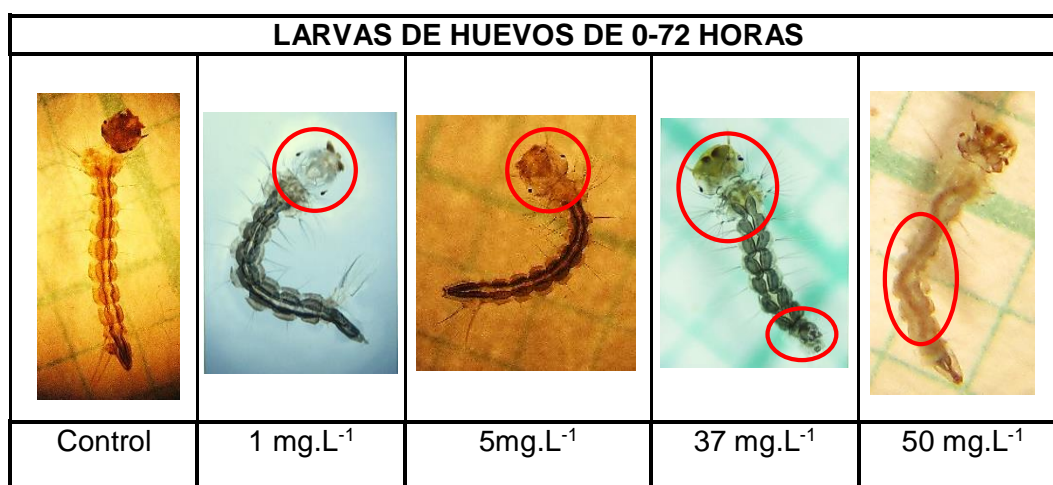 LARVAS DE HUEVOS DE 0-72 HORAS
Control
1 mg.L-1
5mg.L-1
37 mg.L-1
50 mg.L-1